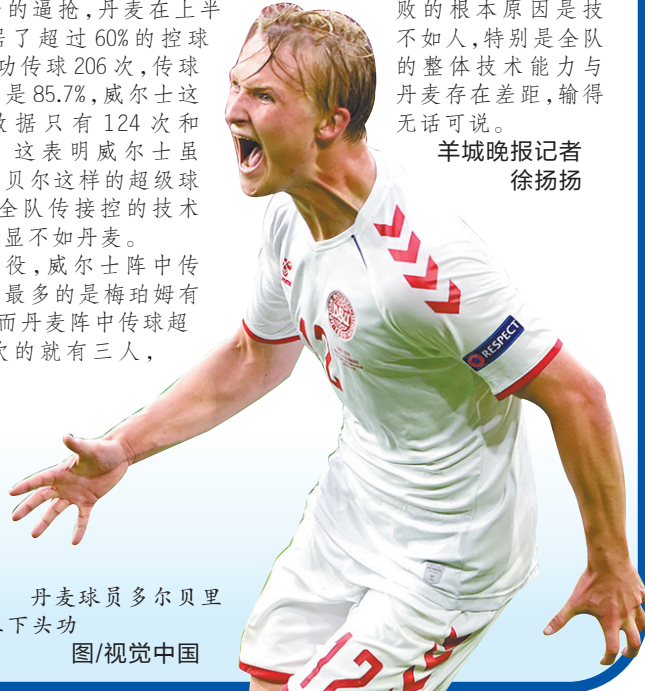 的逼抢,丹麦在上半
了超过60%的控球
功传球206次,传球
是85.7%,威尔士这
数据只有124次和
这表明威尔士虽
贝尔这样的超级球
全队传接控的技术
显不如丹麦。
役,威尔士阵中传
最多的是梅珀姆有
而丹麦阵中传球超
次的就有三人,
败的根本原因是技
不如人,特别是全队
的整体技术能力与
丹麦存在差距,输得
无话可说。
羊城晚报记者
徐扬扬
DBU
12
RESPECT
12
丹麦球员多尔贝里
下头功
图/视觉中国